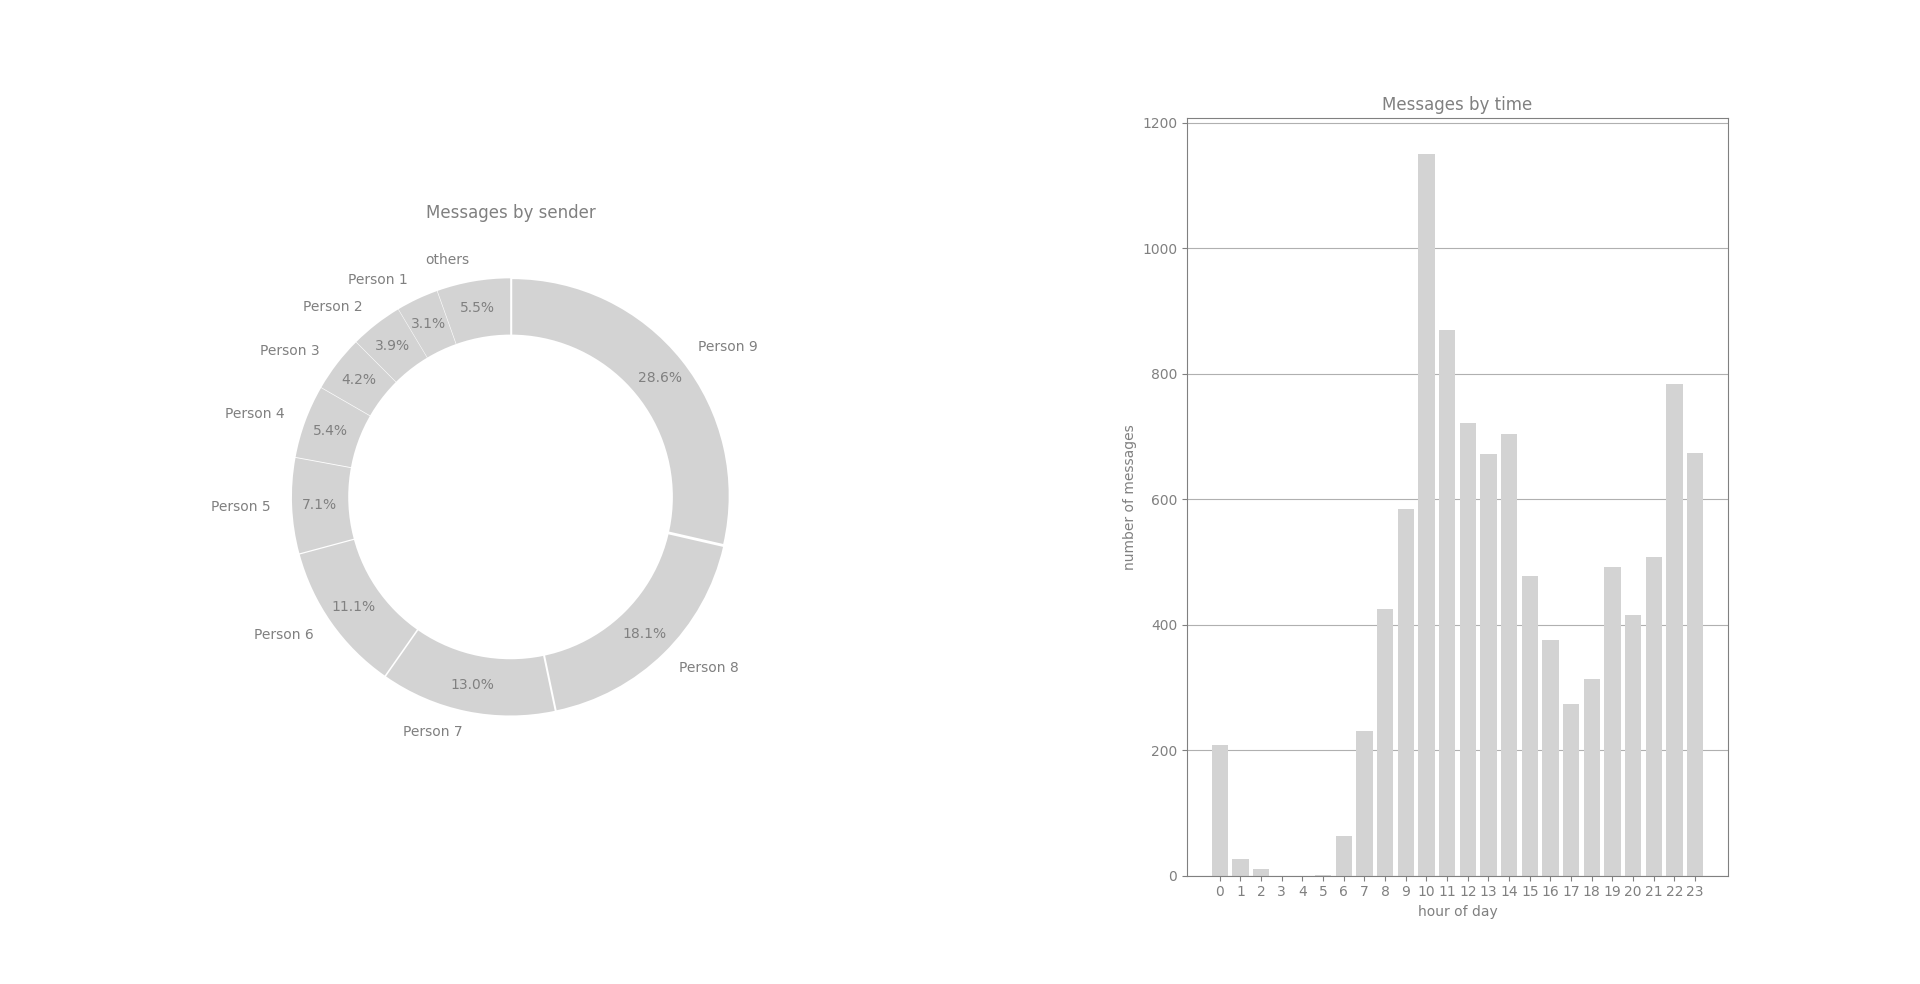 Messages by sender
others
Person 1
Person 2
Person 3
Person 4
Person 5
Person 6
Person 7
Person 8
Person 9
5.5%
3.1%
3.9%
4.2%
5.4%
7.1%
11.1%
13.0%
18.1%
28.6%
Messages by time
number of messages
1200
1000
800
600
400
200
0
0 1 2 3 4 5 6 7 8 9 10 11 12 13 14 15 16 17 18 19 20 21 22 23
hour of day